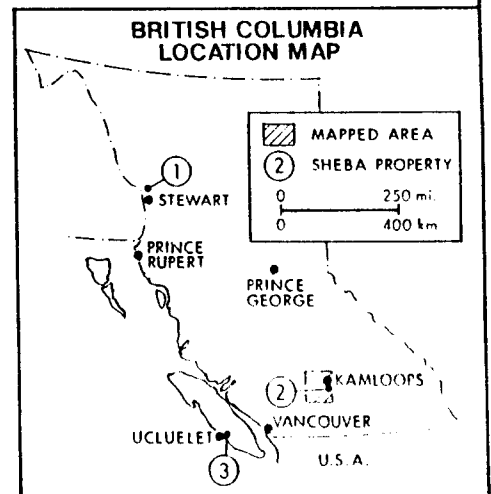 BRITISH COLUMBIA
LOCATION MAP
MAPPED AREA
2 SHEBA PROPERTY
0 250 mi.
0 400 km
1
STEWART
PRINCE
RUPERT
PRINCE
GEORGE
2
KAMLOOPS
VANCOUVER
UCLUELET
3
U.S.A.